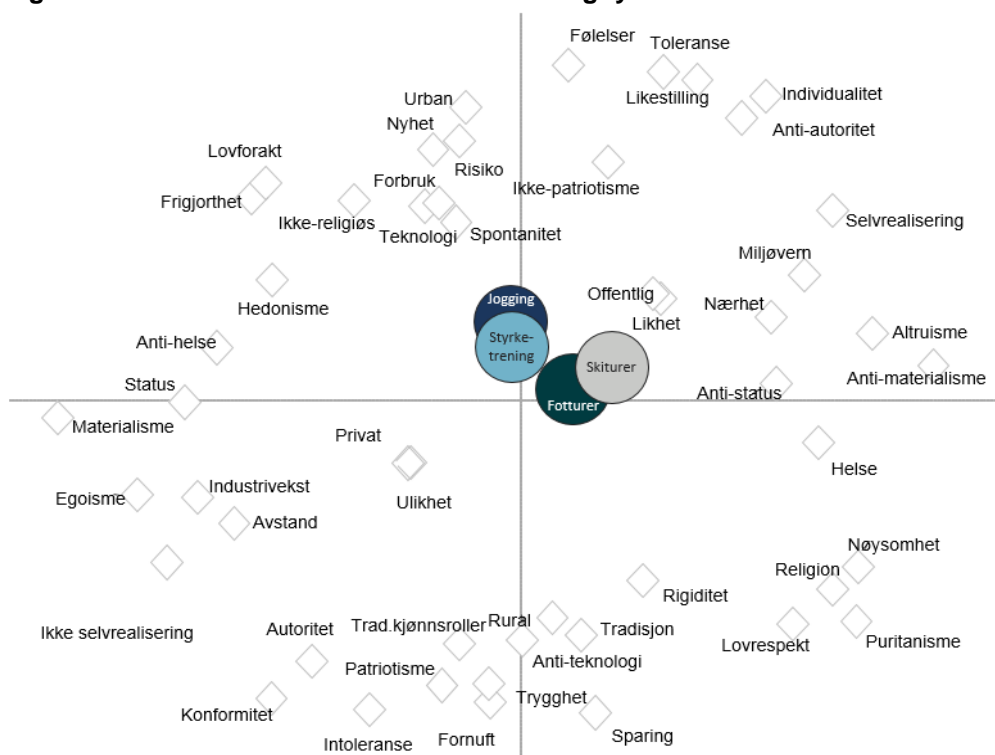 Følelser
Toleranse
Urban
Likestilling
Individualitet
Nyhet
Anti-autoritet
Lovforakt
Risiko
Forbruk
Ikke-patriotisme
Frigjorthet
Ikke-religiøs
Selvrealisering
Teknologi
Spontanitet
Miljøvern
Offentlig
Nærhet
Jogging
Hedonisme
Likhet
Altruisme
Anti-helse
Styrke-
trening
Skiturer
Anti-materialisme
Status
Anti-status
Fotturer
Materialisme
Privat
Helse
Industrivekst
Egoisme
Ulikhet
Avstand
Nøysomhet
Religion
Rigiditet
Ikke selvrealisering
Autoritet
Trad.kjønnsroller
Rural
Tradisjon
Lovrespekt
Puritanisme
Patriotisme
Anti-teknologi
Trygghet
Konformitet
Intoleranse
Fornuft
Sparing